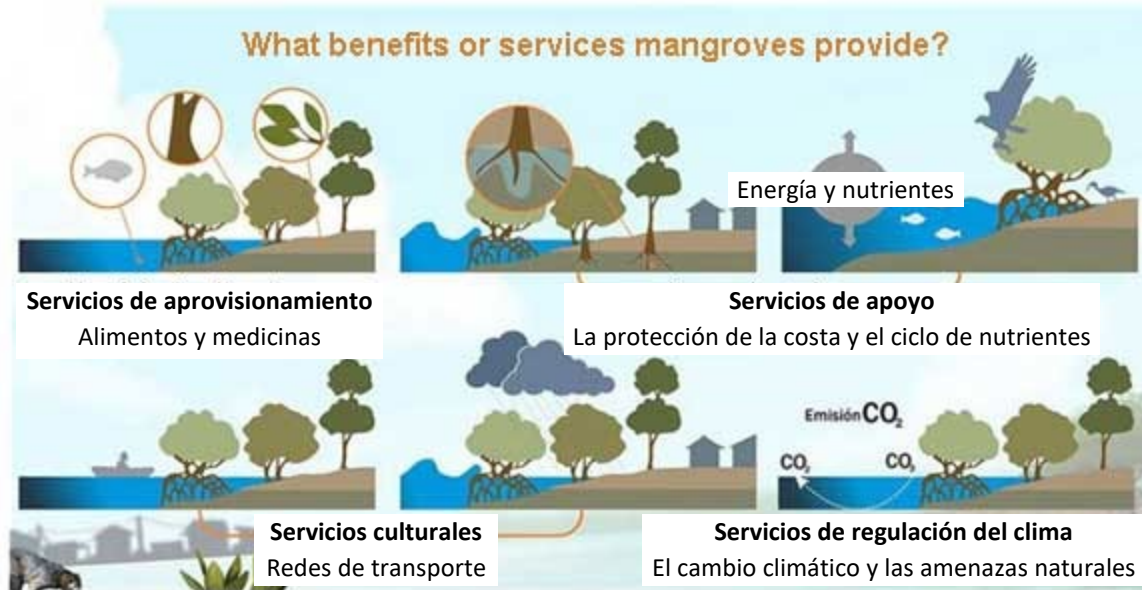 What benefits or services mangroves provide?
Energía y nutrientes
Servicios de aprovisionamiento
Alimentos y medicinas
Servicios de apoyo
La protección de la costa y el ciclo de nutrientes
Emisión CO₂
CO₂ CO₂
Servicios culturales
Redes de transporte
Servicios de regulación del clima
El cambio climático y las amenazas naturales